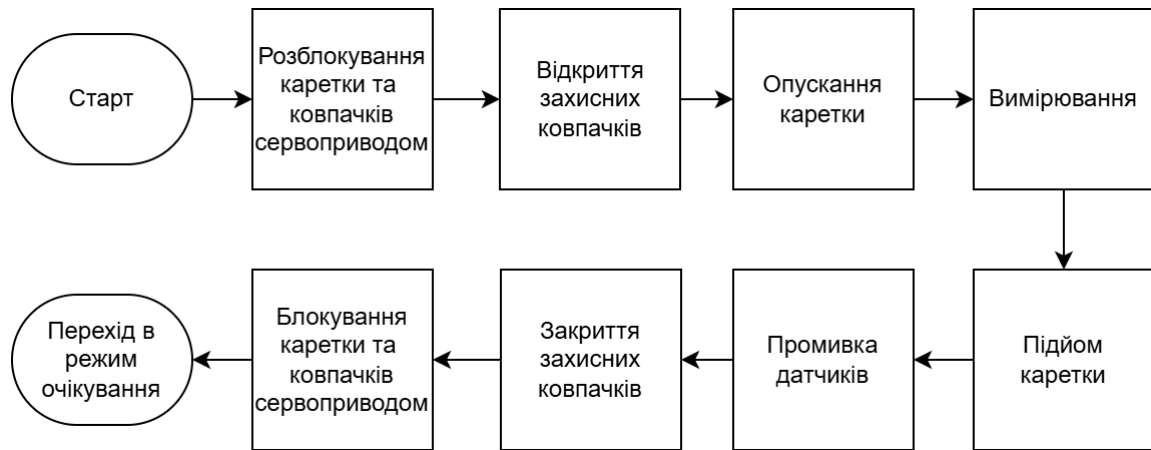 Старт
Розблокування
каретки та
ковпачків
сервоприводом
Відкриття
захисних
ковпачків
Опускання
каретки
Вимірювання
Підйом
каретки
Промивка
датчиків
Закриття
захисних
ковпачків
Блокування
каретки та
ковпачків
сервоприводом
Перехід в
режим
очікування